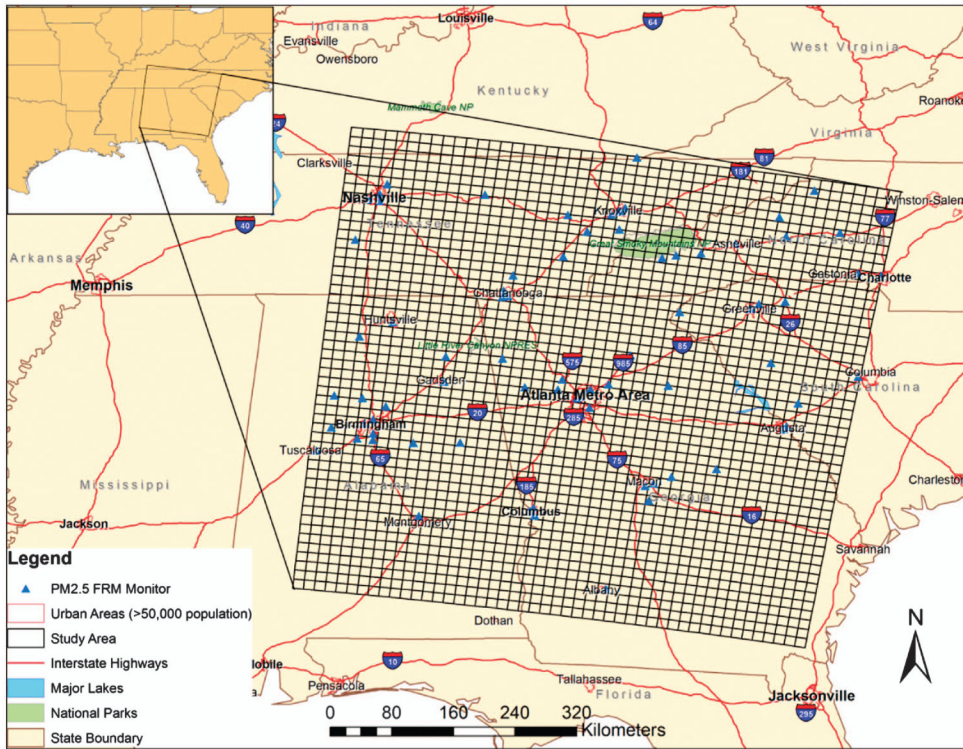 Louisville
64
Indiana
Evansville
Owensboro
West Virginia
Kentucky
Roanoke
Mammoth Cave NP
Virginia
24
81
181
Clarksville
Nashville
Tennessee
Knoxville
Winston-Salem
77
40
Great Smoky Mountains NP
Asheville
North Carolina
Arkansas
Memphis
Gastonia
Charlotte
Chattanooga
Greenville
Huntsville
26
Little River Canyon NPRES
85
575
985
Gadsden
Columbia
South Carolina
Atlanta Metro Area
20
285
Birmingham
Augusta
Tuscaloosa
65
75
Mississippi
Alabama
185
Macon
Georgia
Charleston
Columbus
16
Jackson
Montgomery
Savannah
Albany
Dothan
Legend
PM2.5 FRM Monitor
Urban Areas (>50,000 population)
Study Area
Interstate Highways
Major Lakes
National Parks
State Boundary
obile
10
Pensacola
Tallahassee
Florida
Jacksonville
295
N
0 40 80 160 240 320
Kilometers